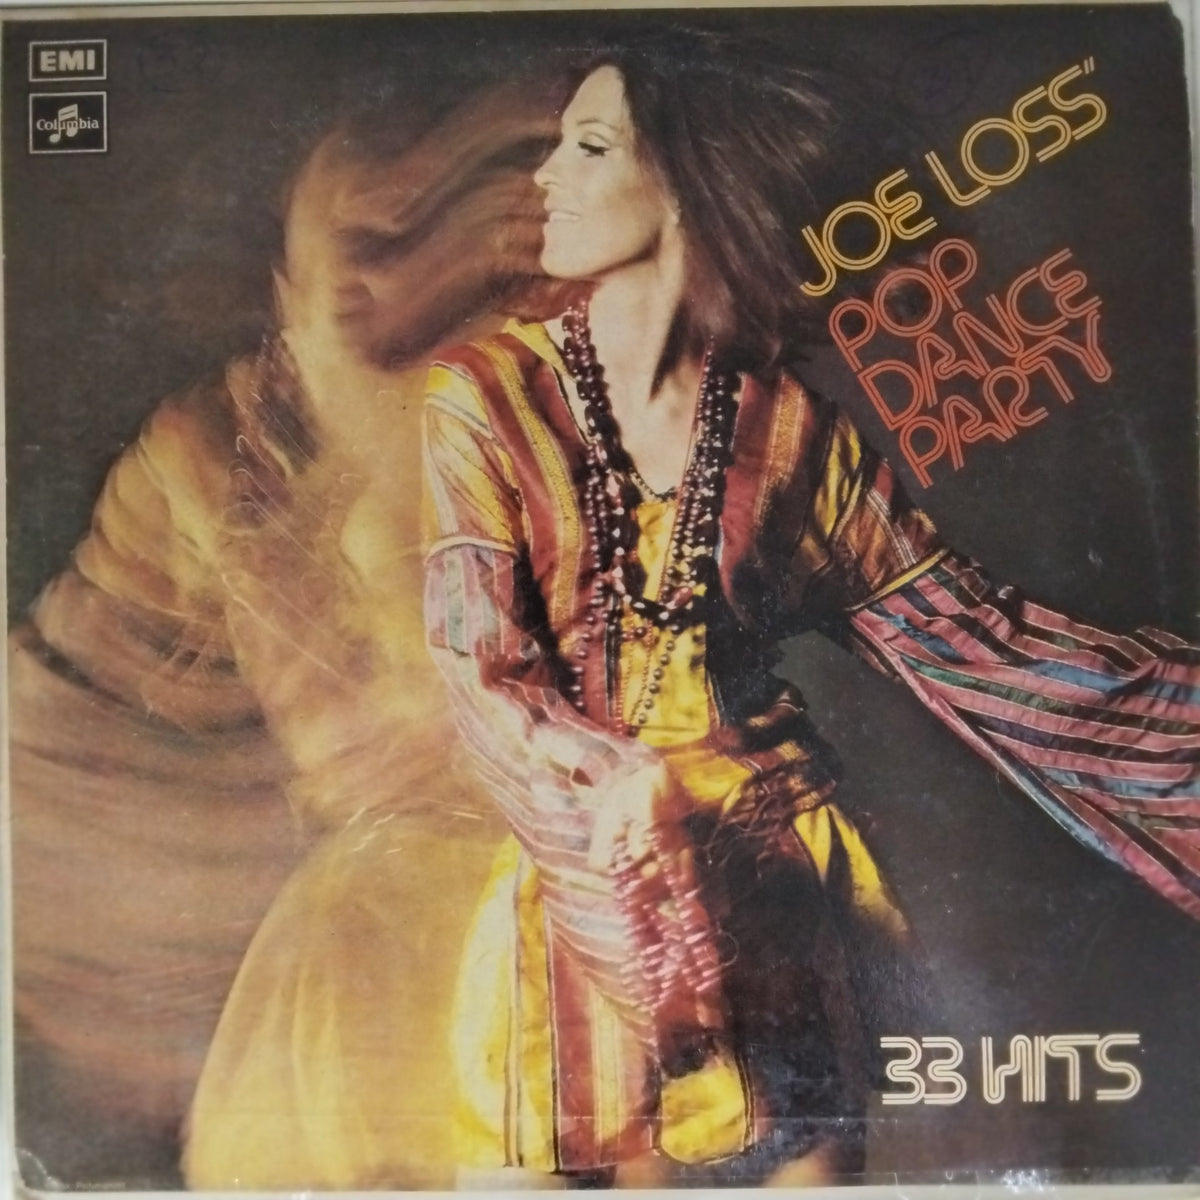 EMI
Columbia
JOE LOSS"
POP
DANCE
PARTY
33 HITS